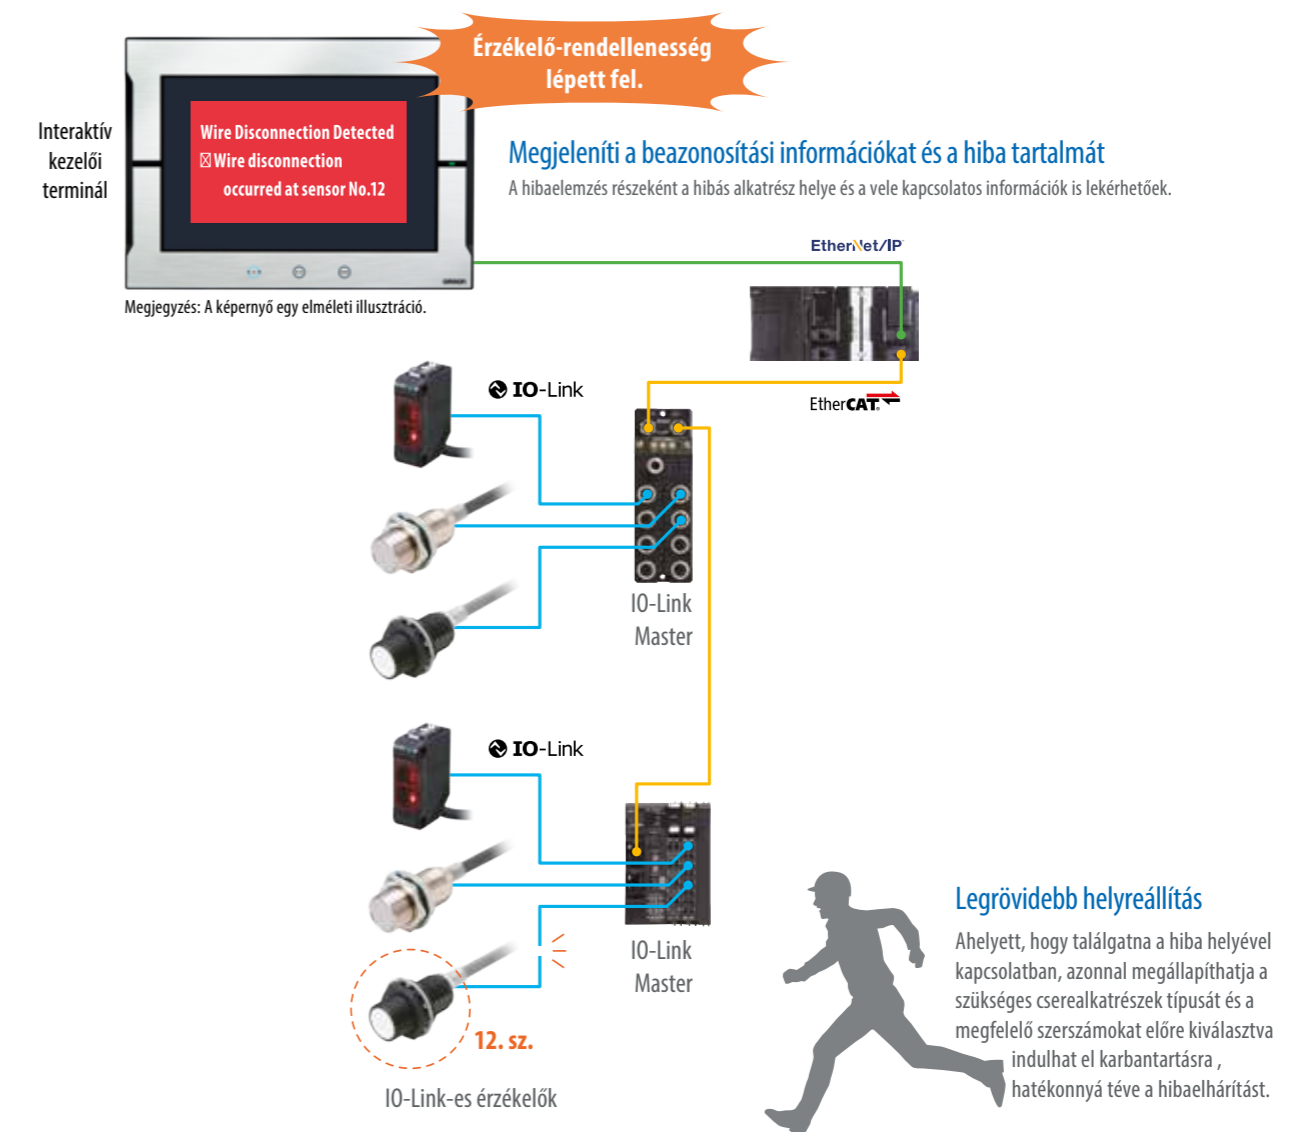 Érzékelő-rendellenesség
lépett fel.
Interaktív
kezelői
terminál
Wire Disconnection Detected
Wire disconnection
occurred at sensor No.12
OMRON
Megjegyzés: A képernyő egy elméleti illusztráció.
Megjeleníti a beazonosítási információkat és a hiba tartalmát
A hibaelemzés részeként a hibás alkatrész helye és a vele kapcsolatos információk is lekérhetőek.
EtherNet/IP
EtherCAT
IO-Link
IO-Link
Master
IO-Link
IO-Link
Master
12. sz.
IO-Link-es érzékelők
Legrövidebb helyreállítás
Ahelyett, hogy találgatna a hiba helyével
kapcsolatban, azonnal megállapíthatja a
szükséges cserealkatrészek típusát és a
megfelelő szerszámokat előre kiválasztva
indulhat el karbantartásra ,
hatékonnyá téve a hibaelhárítást.